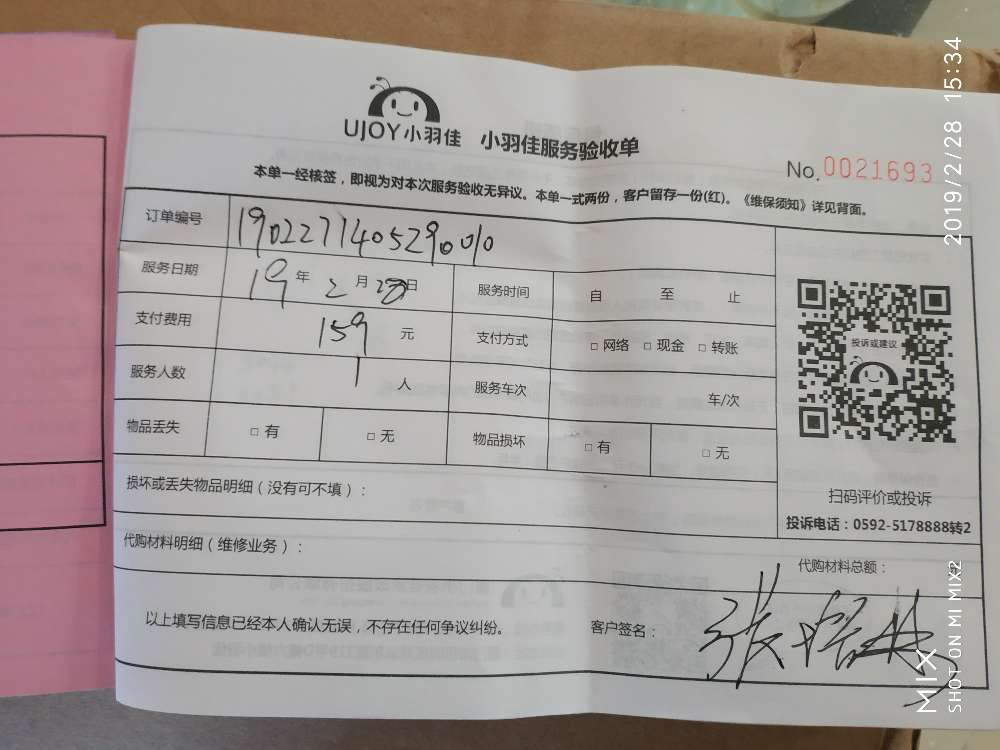 UJOY小羽佳 小羽佳服务验收单
No. 0021693
本单一经核签，即视为对本次服务验收无异议。本单一式两份，客户留存一份(红)。《维保须知》详见背面。
订单编号
服务日期 19 年 2 月 28 日 服务时间 自 至 止
支付费用 159 元 支付方式 □ 网络 □ 现金 □ 转账
服务人数 1 人 服务车次 车/次
物品丢失 □ 有 □ 无 物品损坏 □ 有 □ 无
投诉或建议
扫码评价或投诉
投诉电话：0592-5178888转2
损坏或丢失物品明细（没有可不填）：
代购材料明细（维修业务）： 代购材料总额：
以上填写信息已经本人确认无误，不存在任何争议纠纷。 客户签名： 张
2019/2/28 15:34
MIX
SHOT ON MI MIX2